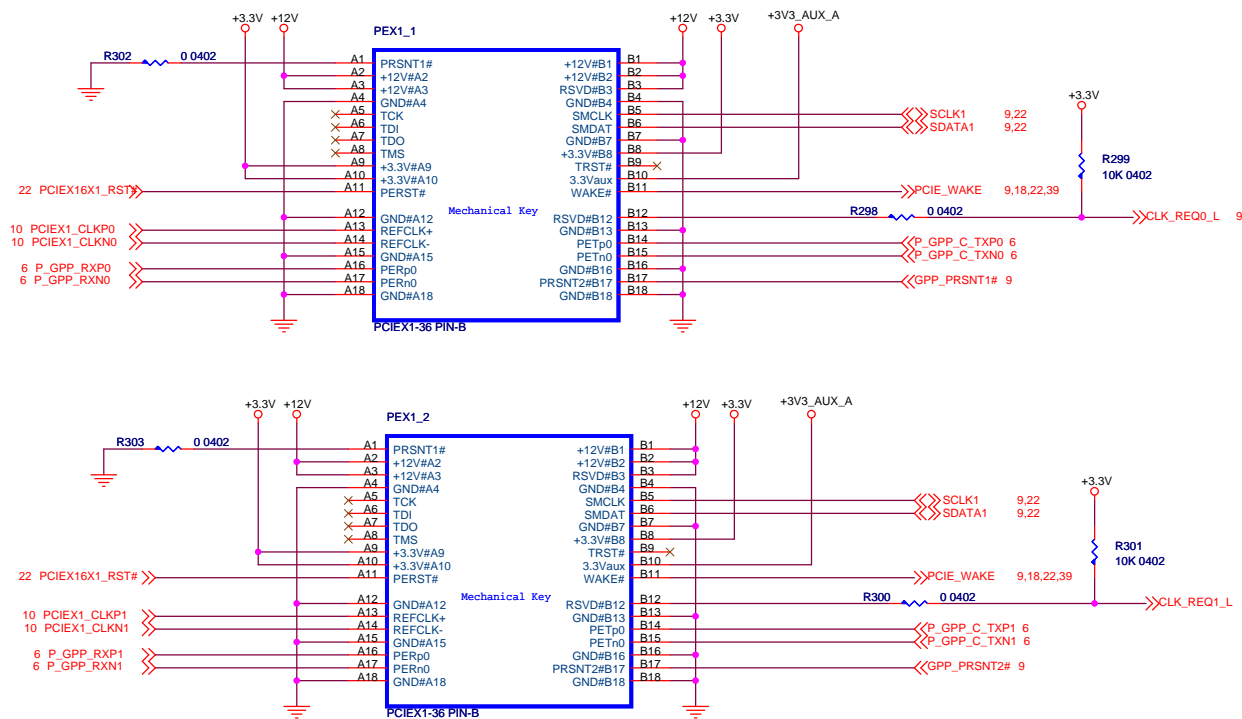 +3.3V +12V +12V +3.3V +3V3_AUX_A
PEX1_1
R302 0 0402 A1 PRSNT1# +12V#B1 B1
A2 +12V#A2 +12V#B2 B2
A3 +12V#A3 RSVD#B3 B3
A4 GND#A4 GND#B4 B4
+3.3V
A5 TCK SMCLK B5 SCLK1 9,22
A6 TDI SMDAT B6 SDATA1 9,22
A7 TDO GND#B7 B7
A8 TMS +3.3V#B8 B8
R299
A9 +3.3V#A9 TRST# B9
10K 0402
A10 +3.3V#A10 3.3Vaux B10
22 PCIEX16X1_RST# A11 PERST# WAKE# B11 PCIE_WAKE 9,18,22,39
Mechanical Key
A12 GND#A12 RSVD#B12 B12 R298 0 0402 CLK_REQ0_L 9
10 PCIEX1_CLKP0 A13 REFCLK+ GND#B13 B13
10 PCIEX1_CLKN0 A14 REFCLK- PETp0 B14 P_GPP_C_TXP0 6
A15 GND#A15 PETn0 B15 P_GPP_C_TXN0 6
6 P_GPP_RXP0 A16 PERp0 GND#B16 B16
6 P_GPP_RXN0 A17 PERn0 PRSNT2#B17 B17 GPP_PRSNT1# 9
A18 GND#A18 GND#B18 B18
PCIEX1-36 PIN-B
+3.3V +12V +12V +3.3V +3V3_AUX_A
PEX1_2
R303 0 0402 A1 PRSNT1# +12V#B1 B1
A2 +12V#A2 +12V#B2 B2
A3 +12V#A3 RSVD#B3 B3
A4 GND#A4 GND#B4 B4
+3.3V
A5 TCK SMCLK B5 SCLK1 9,22
A6 TDI SMDAT B6 SDATA1 9,22
A7 TDO GND#B7 B7
A8 TMS +3.3V#B8 B8
R301
A9 +3.3V#A9 TRST# B9
10K 0402
A10 +3.3V#A10 3.3Vaux B10
22 PCIEX16X1_RST# A11 PERST# WAKE# B11 PCIE_WAKE 9,18,22,39
Mechanical Key
A12 GND#A12 RSVD#B12 B12 R300 0 0402 CLK_REQ1_L
10 PCIEX1_CLKP1 A13 REFCLK+ GND#B13 B13
10 PCIEX1_CLKN1 A14 REFCLK- PETp0 B14 P_GPP_C_TXP1 6
A15 GND#A15 PETn0 B15 P_GPP_C_TXN1 6
6 P_GPP_RXP1 A16 PERp0 GND#B16 B16
6 P_GPP_RXN1 A17 PERn0 PRSNT2#B17 B17 GPP_PRSNT2# 9
A18 GND#A18 GND#B18 B18
PCIEX1-36 PIN-B